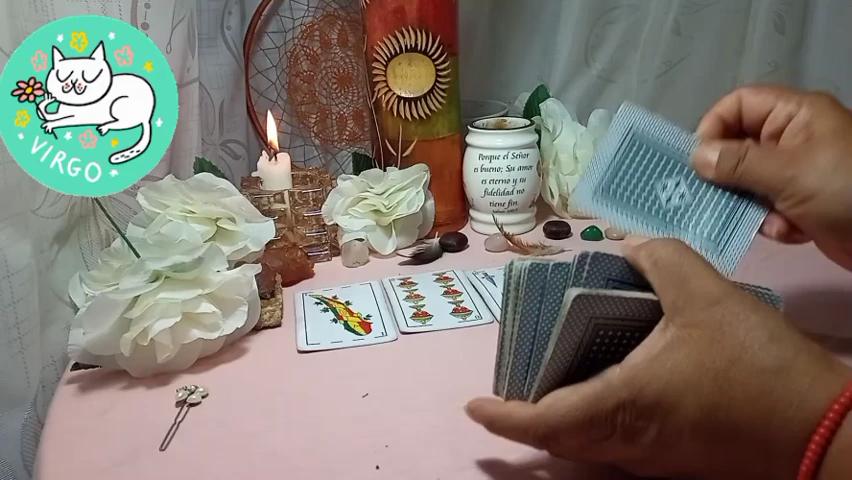 VIRGO
Porque el Señor
es bueno; Su amor
es eterno y su
fidelidad no
tiene fin